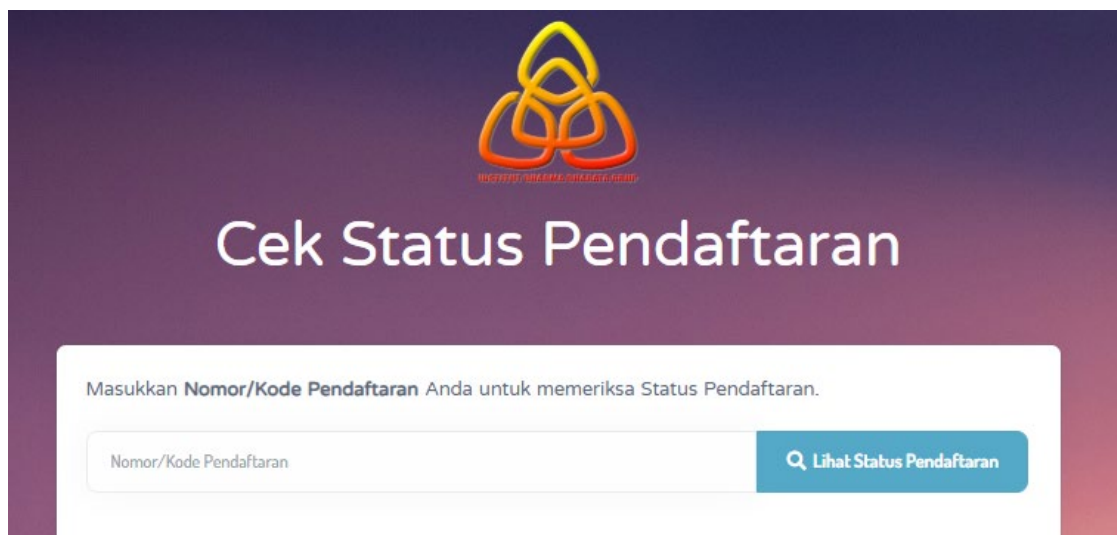 Cek Status Pendaftaran
Masukkan Nomor/Kode Pendaftaran Anda untuk memeriksa Status Pendaftaran.
Nomor/Kode Pendaftaran
Lihat Status Pendaftaran